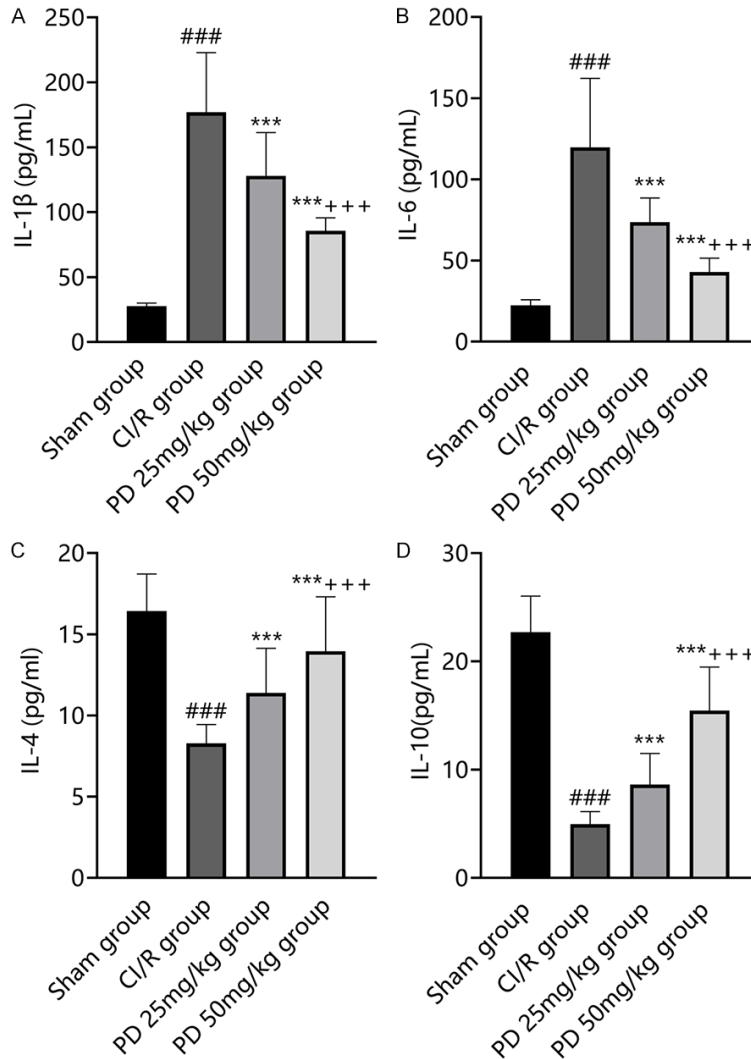 A
IL-1β (pg/mL)
250
200
150
100
50
0
###
***
***+++
Sham group
CI/R group
PD 25mg/kg group
PD 50mg/kg group
B
IL-6 (pg/mL)
200
150
100
50
0
###
***
***+++
Sham group
CI/R group
PD 25mg/kg group
PD 50mg/kg group
C
IL-4 (pg/ml)
20
15
10
5
0
###
***
***+++
Sham group
CI/R group
PD 25mg/kg group
PD 50mg/kg group
D
IL-10(pg/mL)
30
20
10
0
###
***
***+++
Sham group
CI/R group
PD 25mg/kg group
PD 50mg/kg group